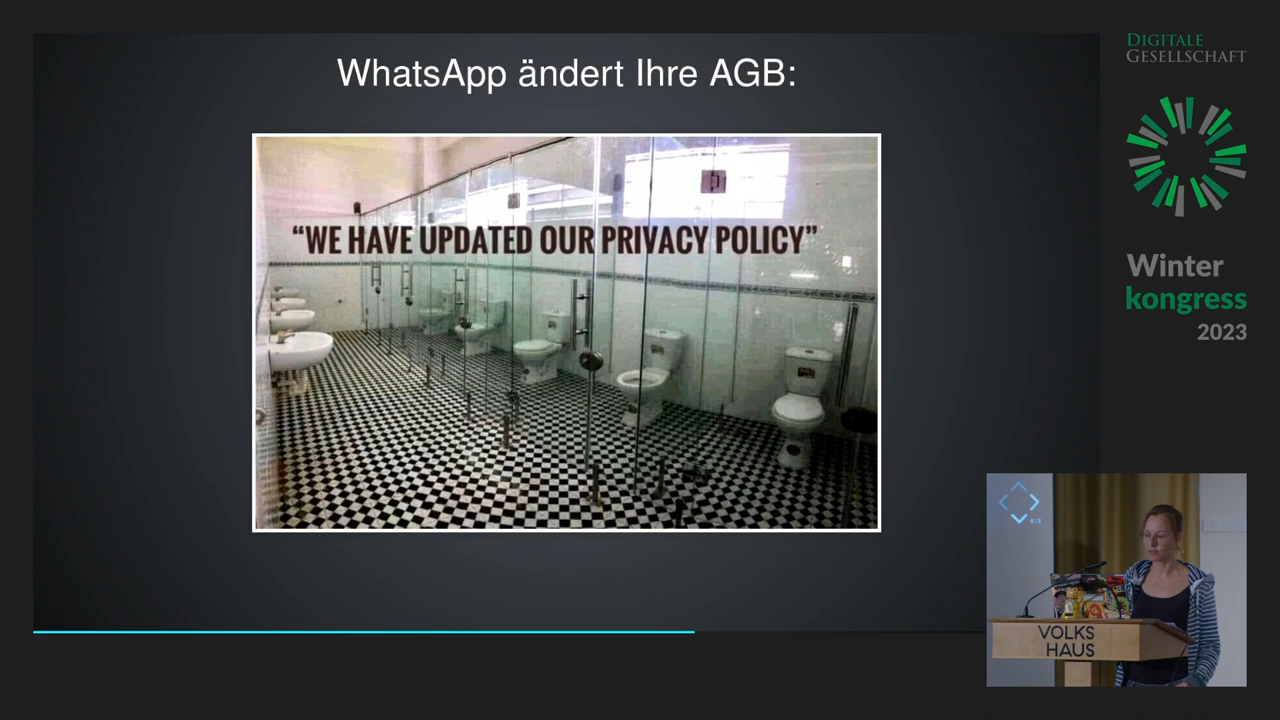 WhatsApp ändert Ihre AGB:
“WE HAVE UPDATED OUR PRIVACY POLICY”
DIGITALE
GESELLSCHAFT
Winter
kongress
2023
VOLKS
HAUS